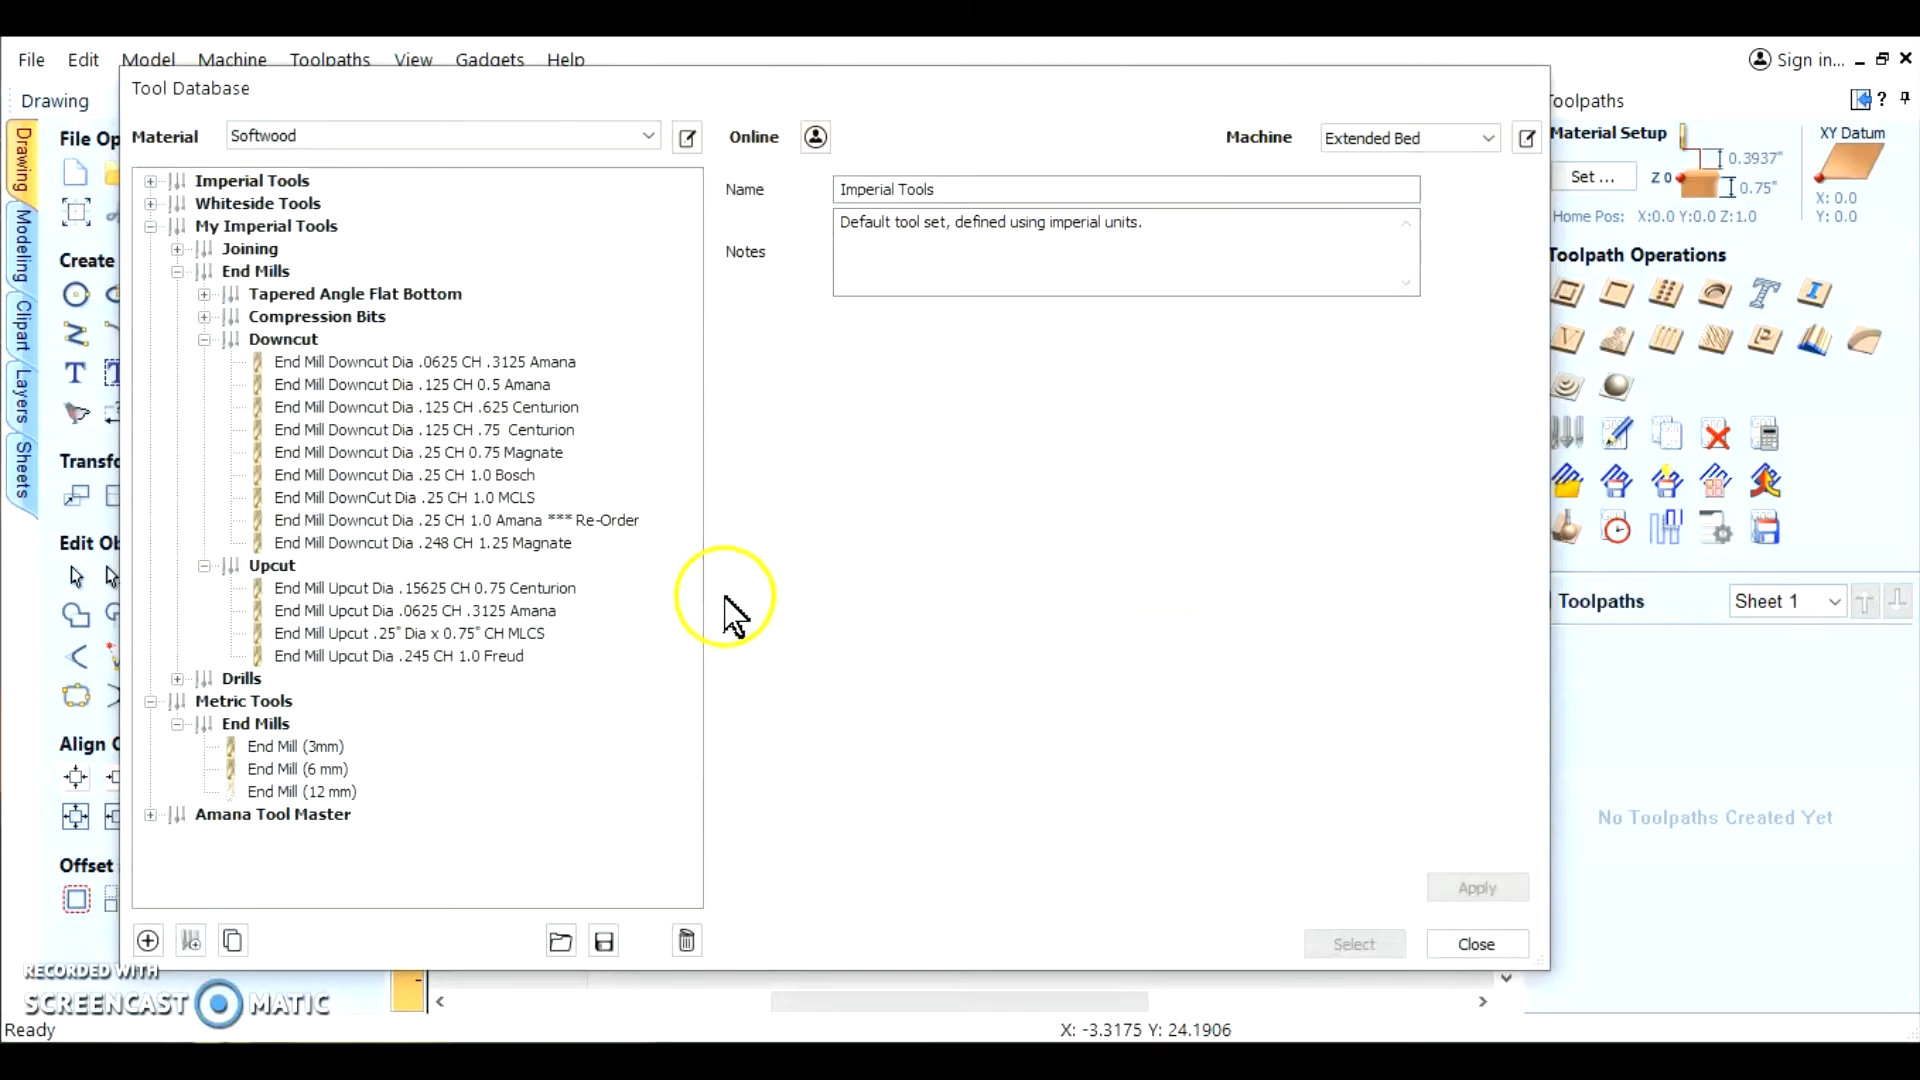 File Edit Model Machine Toolpaths View Gadgets Help
Sign in...
Drawing
Tool Database
Toolpaths
?
Material Softwood
Online
Machine Extended Bed
Material Setup
XY Datum
Set ...
Z 0
0.3937"
0.75"
X: 0.0
Y: 0.0
Home Pos: X:0.0 Y:0.0 Z:1.0
Drawing
Modeling
Clipart
Layers
Sheets
File Op
Create
Transfo
Edit Ob
Align C
Offset
Imperial Tools
Whiteside Tools
My Imperial Tools
Joining
End Mills
Tapered Angle Flat Bottom
Compression Bits
Downcut
End Mill Downcut Dia .0625 CH .3125 Amana
End Mill Downcut Dia .125 CH 0.5 Amana
End Mill Downcut Dia .125 CH .625 Centurion
End Mill Downcut Dia .125 CH .75 Centurion
End Mill Downcut Dia .25 CH 0.75 Magnate
End Mill Downcut Dia .25 CH 1.0 Bosch
End Mill DownCut Dia .25 CH 1.0 MCLS
End Mill Downcut Dia .25 CH 1.0 Amana *** Re-Order
End Mill Downcut Dia .248 CH 1.25 Magnate
Upcut
End Mill Upcut Dia .15625 CH 0.75 Centurion
End Mill Upcut Dia .0625 CH .3125 Amana
End Mill Upcut .25" Dia x 0.75" CH MLCS
End Mill Upcut Dia .245 CH 1.0 Freud
Drills
Metric Tools
End Mills
End Mill (3mm)
End Mill (6 mm)
End Mill (12 mm)
Amana Tool Master
Name Imperial Tools
Notes
Default tool set, defined using imperial units.
Apply
Select
Close
Toolpath Operations
Toolpaths
Sheet 1
No Toolpaths Created Yet
RECORDED WITH
SCREENCAST MATIC
Ready
X: -3.3175 Y: 24.1906